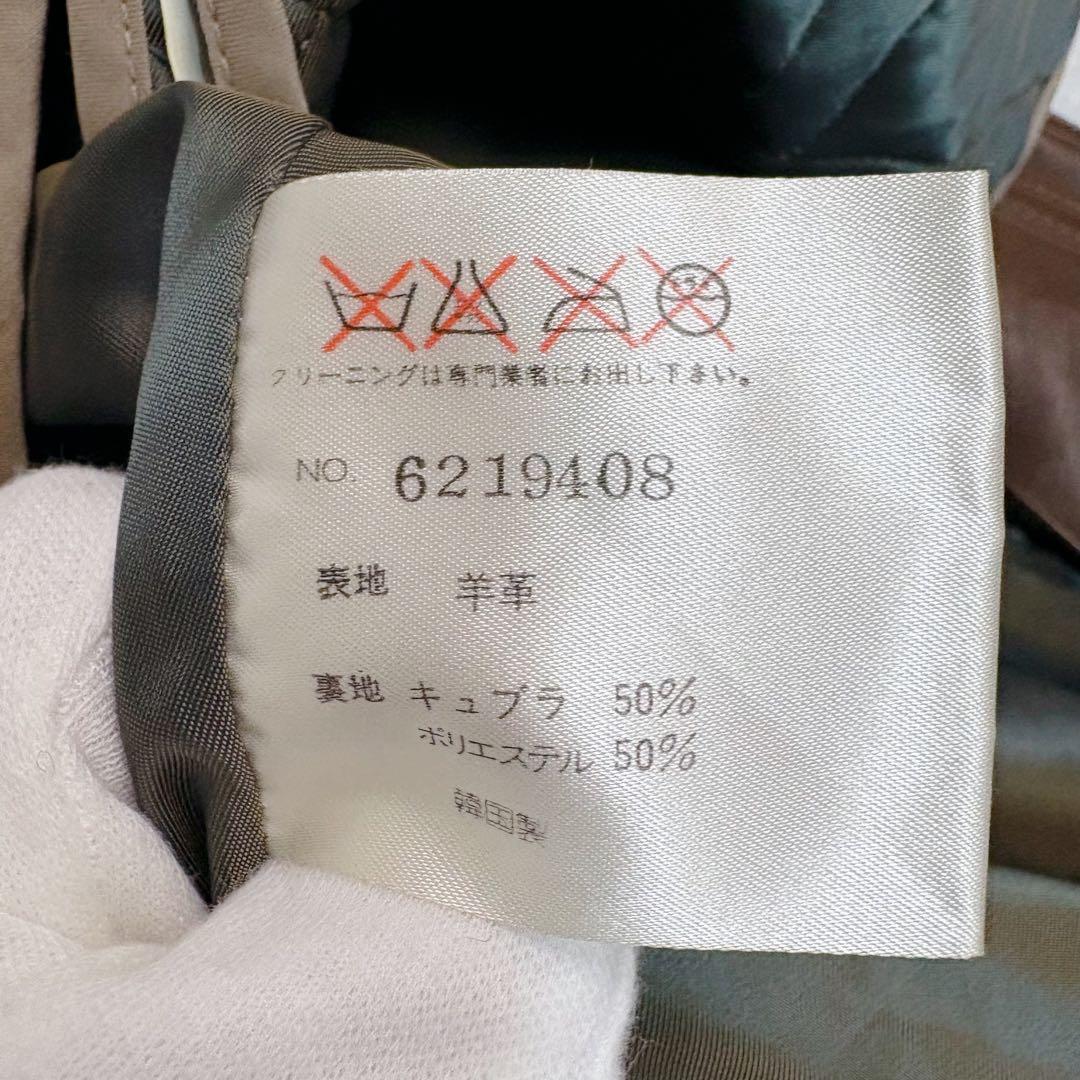 クリーニングは専門業者にお出し下さい。
NO. 6219408
表地 羊革
裏地 キュプラ 50%
ポリエステル 50%
韓国製